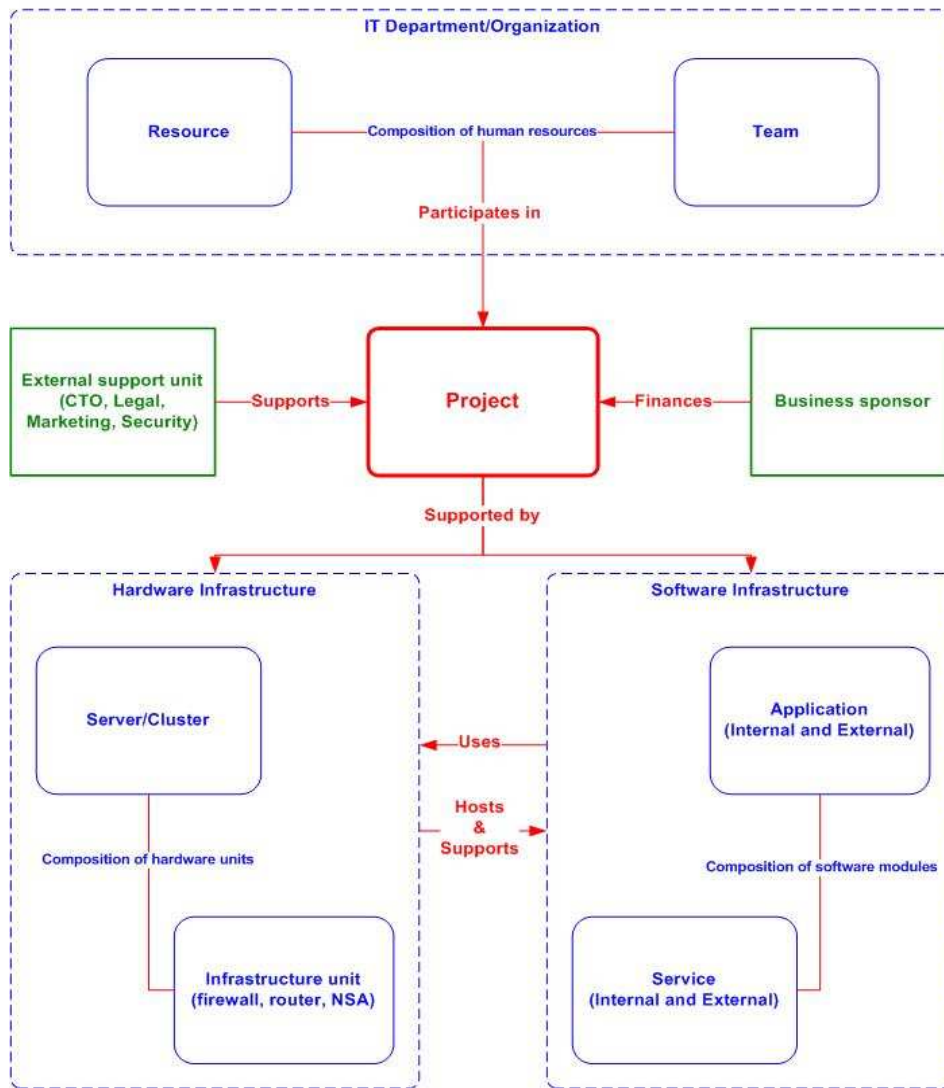 IT Department/Organization
Resource
Composition of human resources
Team
Participates in
External support unit
(CTO, Legal,
Marketing, Security)
Supports
Project
Finances
Business sponsor
Supported by
Hardware Infrastructure
Software Infrastructure
Server/Cluster
Application
(Internal and External)
Uses
Hosts
&
Supports
Composition of hardware units
Composition of software modules
Infrastructure unit
(firewall, router, NSA)
Service
(Internal and External)